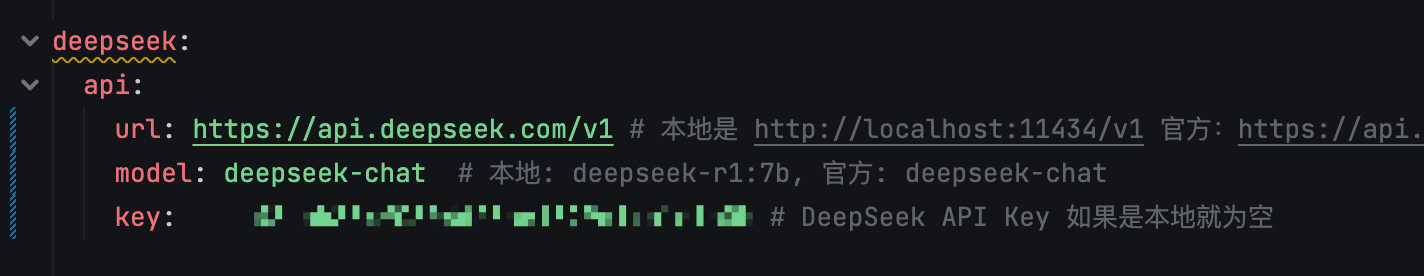 deepseek:
api:
url: https://api.deepseek.com/v1 # 本地是 http://localhost:11434/v1 官方：https://api.
model: deepseek-chat # 本地: deepseek-r1:7b, 官方: deepseek-chat
key: # DeepSeek API Key 如果是本地就为空